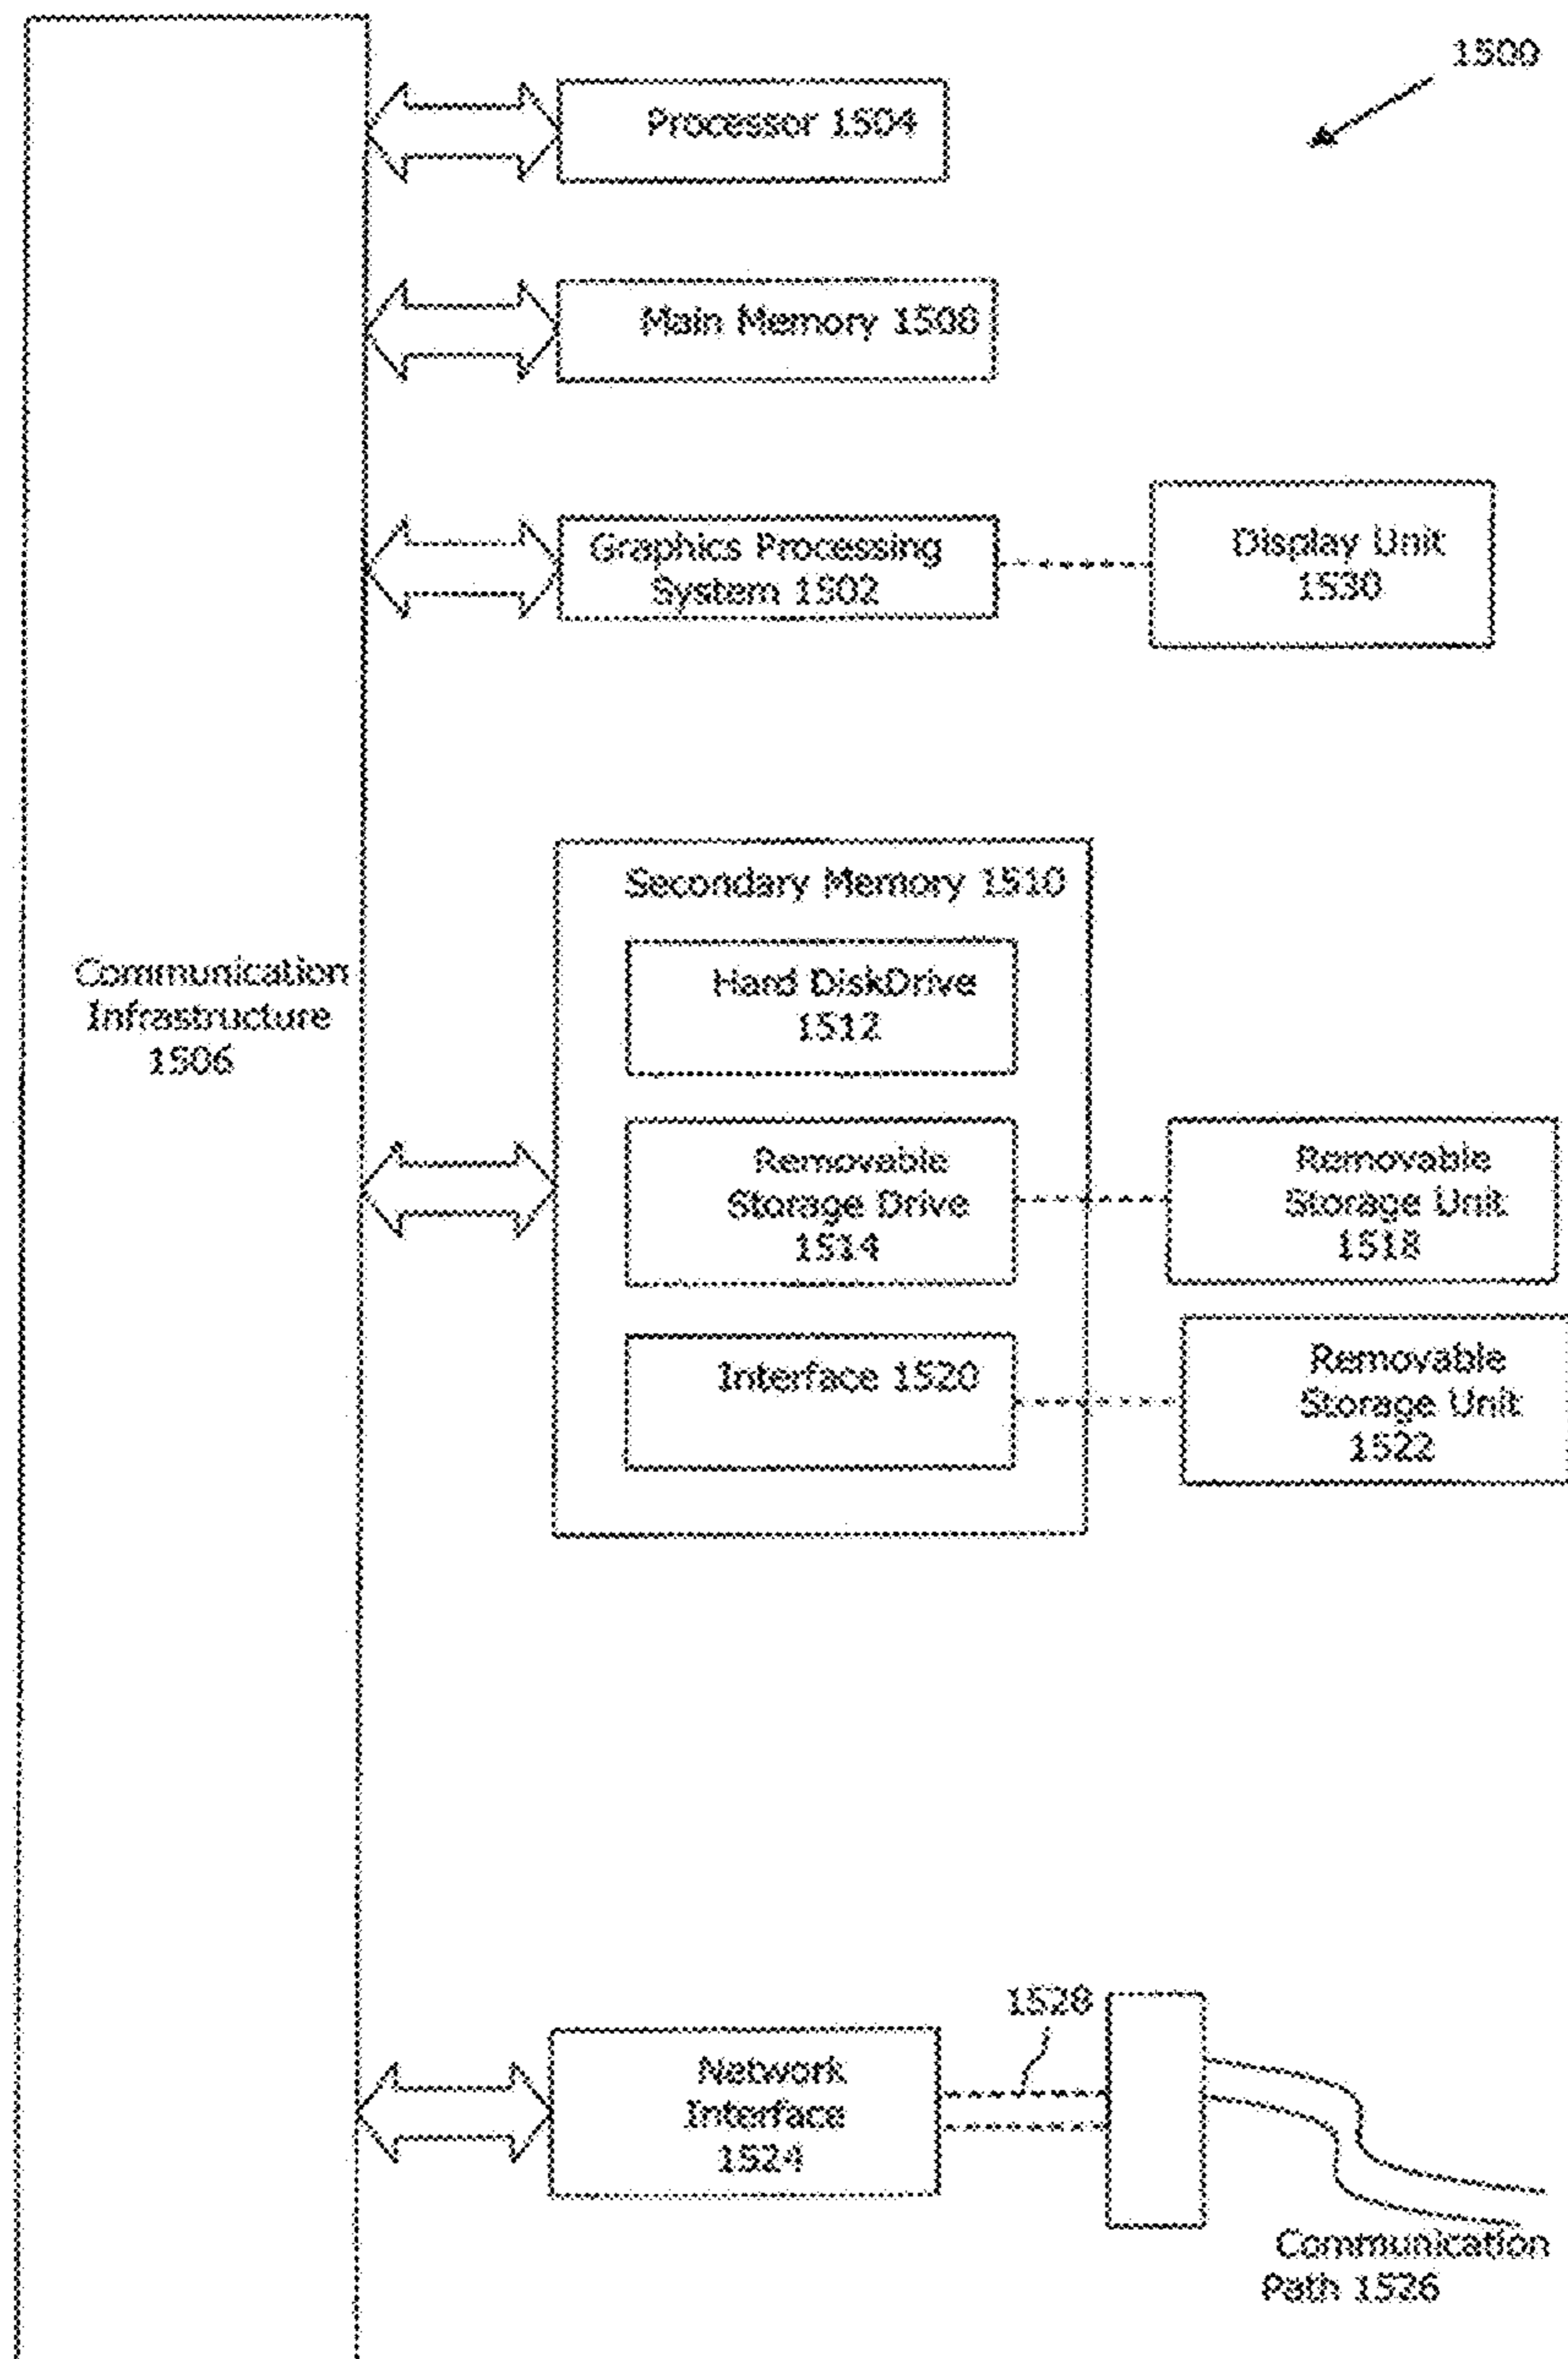 1500
Processor 1504
Main Memory 1508
Graphics Processing
System 1502
Display Unit
1530
Secondary Memory 1510
Hard DiskDrive
1512
Communication
Infrastructure
1506
Removable
Storage Drive
1514
Removable
Storage Unit
1518
Interface 1520
Removable
Storage Unit
1522
1528
Network
Interface
1524
Communication
Path 1526